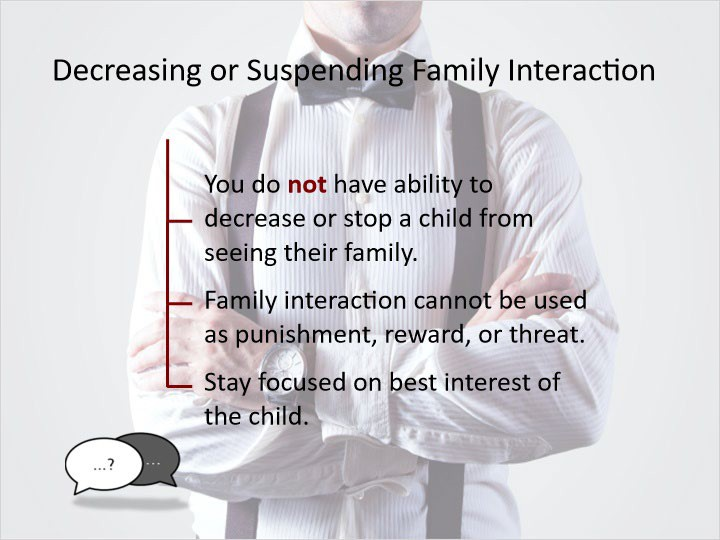 Decreasing or Suspending Family Interaction
You do not have ability to
decrease or stop a child from
seeing their family.
Family interaction cannot be used
as punishment, reward, or threat.
Stay focused on best interest of
the child.
...? ...